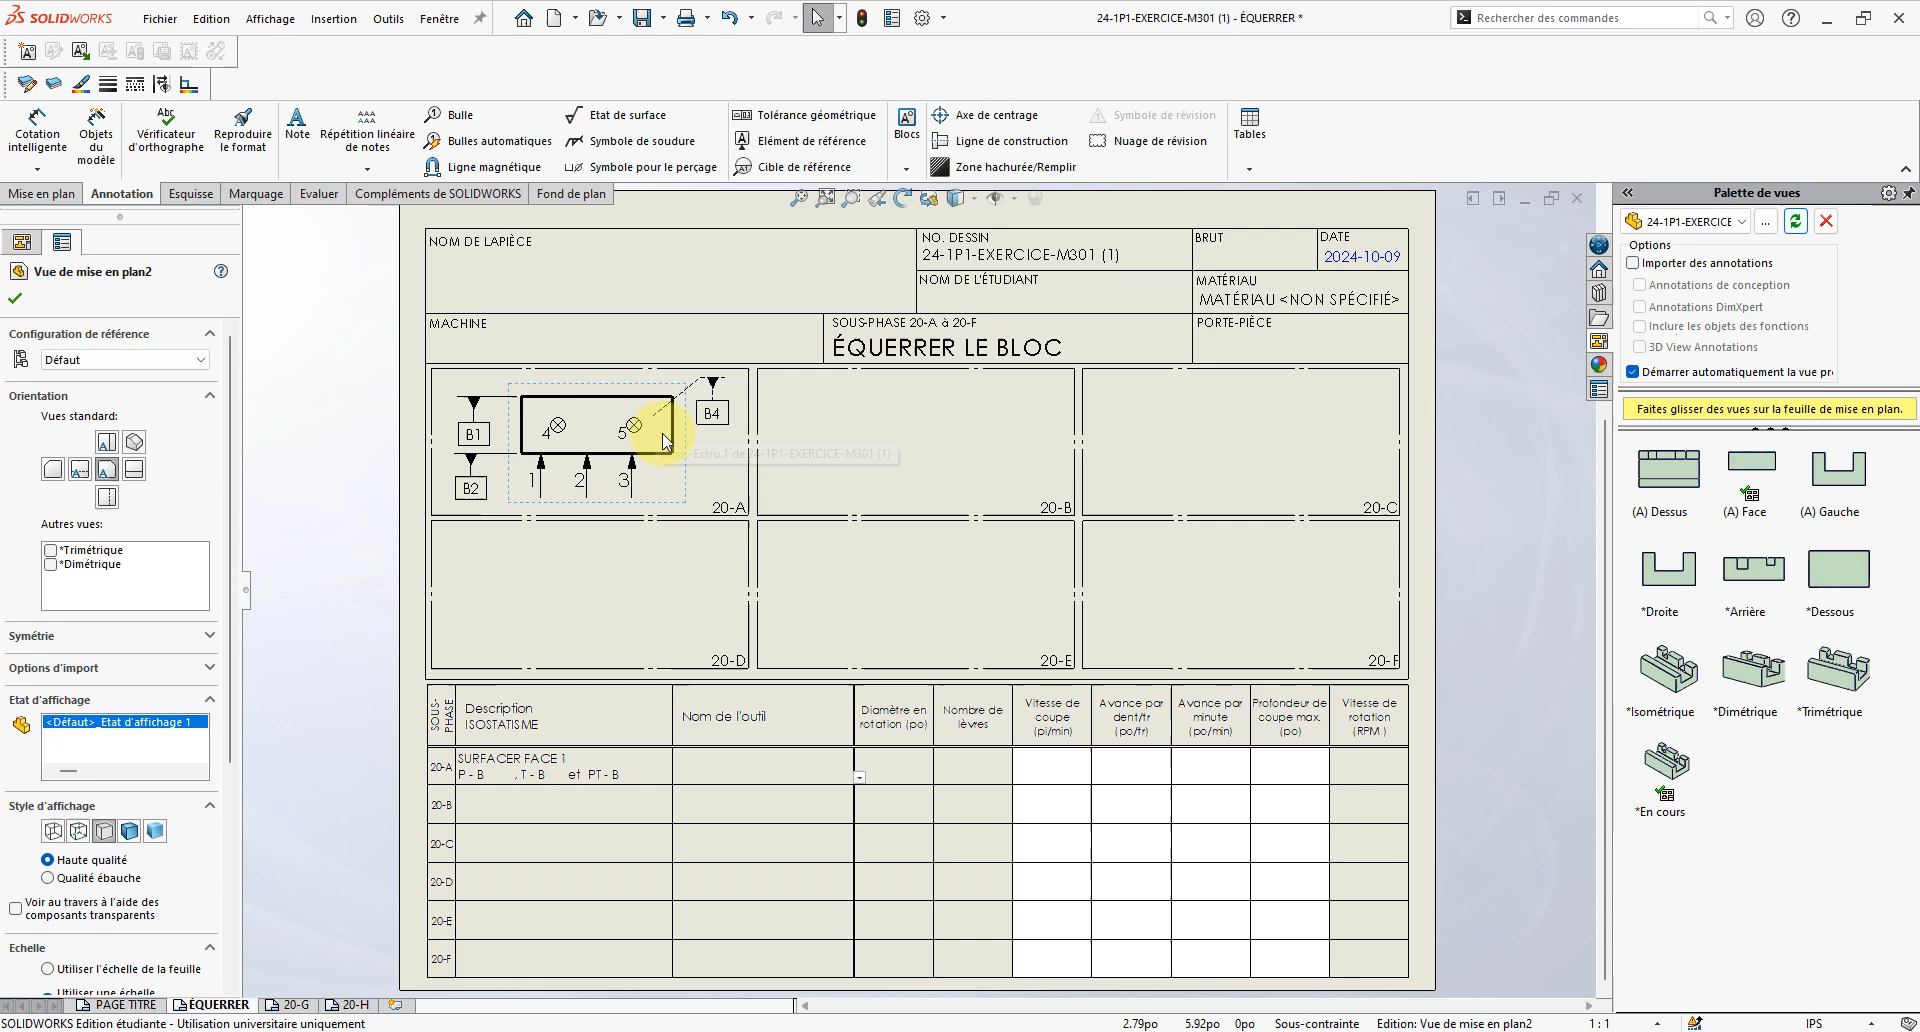 SOLIDWORKS
Fichier
Edition
Affichage
Insertion
Outils
Fenêtre
24-1P1-EXERCICE-M301 (1) - ÉQUERRER *
Rechercher des commandes
Cotation intelligente
Objets du modèle
Abc
Vérificateur d'orthographe
Reproduire le format
Note
Répétition linéaire de notes
Bulle
Bulles automatiques
Ligne magnétique
Etat de surface
Symbole de soudure
Symbole pour le perçage
Tolérance géométrique
Elément de référence
Cible de référence
Blocs
Axe de centrage
Ligne de construction
Zone hachurée/Remplir
Symbole de révision
Nuage de révision
Tables
Mise en plan
Annotation
Esquisse
Marquage
Evaluer
Compléments de SOLIDWORKS
Fond de plan
Vue de mise en plan2
Configuration de référence
Défaut
Orientation
Vues standard:
Autres vues:
*Trimétrique
*Dimétrique
Symétrie
Options d'import
Etat d'affichage
<Défaut>_Etat d'affichage 1
Style d'affichage
Haute qualité
Qualité ébauche
Voir au travers à l'aide des
composants transparents
Echelle
Utiliser l'échelle de la feuille
Utiliser une échelle
NOM DE LAPIÈCE
NO. DESSIN
24-1P1-EXERCICE-M301 (1)
NOM DE L'ÉTUDIANT
BRUT
DATE
2024-10-09
MATÉRIAU
MATÉRIAU <NON SPÉCIFIÉ>
MACHINE
SOUS-PHASE 20-A à 20-F
ÉQUERRER LE BLOC
PORTE-PIÈCE
B1
B2
B4
4
5
1
2
3
-Extru.1 de 24-1P1-EXERCICE-M301 (1)
20-A
20-B
20-C
20-D
20-E
20-F
SOUS-PHASE
Description
ISOSTATISME
Nom de l'outil
Diamètre en rotation (po)
Nombre de lèvres
Vitesse de coupe (pi/min)
Avance par dent/tr (po/tr)
Avance par minute (po/min)
Profondeur de coupe max. (po)
Vitesse de rotation (RPM )
20-A
SURFACER FACE 1
P - B , T - B et PT - B
20-B
20-C
20-D
20-E
20-F
Palette de vues
24-1P1-EXERCICE
...
Options
Importer des annotations
Annotations de conception
Annotations DimXpert
Inclure les objets des fonctions
3D View Annotations
Démarrer automatiquement la vue pr
Faites glisser des vues sur la feuille de mise en plan.
(A) Dessus
(A) Face
(A) Gauche
*Droite
*Arrière
*Dessous
*Isométrique
*Dimétrique
*Trimétrique
*En cours
PAGE TITRE
ÉQUERRER
20-G
20-H
SOLIDWORKS Edition étudiante - Utilisation universitaire uniquement
2.79po
5.92po
0po
Sous-contrainte
Edition: Vue de mise en plan2
1 : 1
IPS